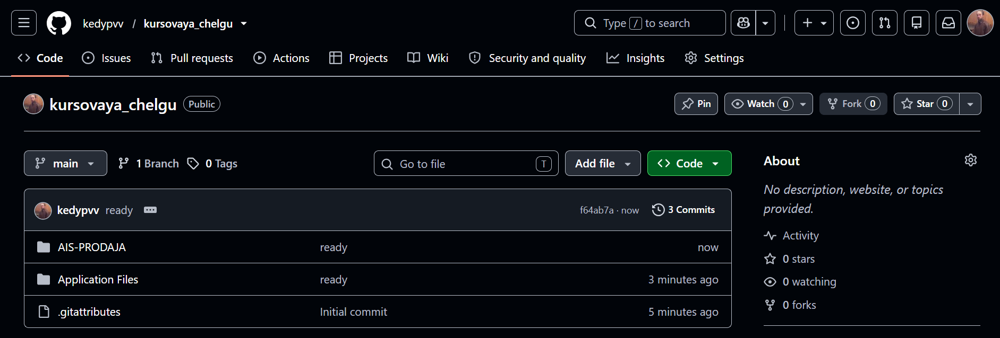 kedypvv / kursovaya_chelgu
Type / to search
Code Issues Pull requests Actions Projects Wiki Security and quality Insights Settings
kursovaya_chelgu Public
Pin Watch 0 Fork 0 Star 0
main 1 Branch 0 Tags
Go to file T
Add file Code
kedypvv ready f64ab7a · now 3 Commits
AIS-PRODAJA ready now
Application Files ready 3 minutes ago
.gitattributes Initial commit 5 minutes ago
About
No description, website, or topics
provided.
Activity
0 stars
0 watching
0 forks